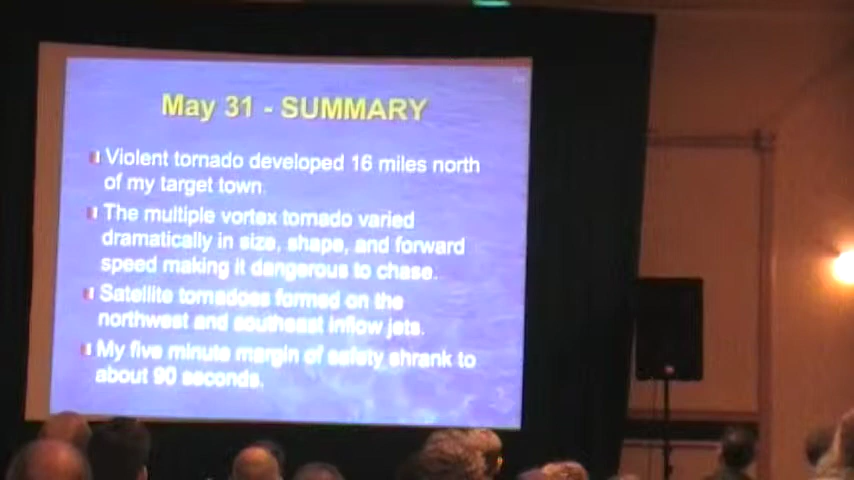 May 31 - SUMMARY
Violent tornado developed 16 miles north
of my target town.
The multiple vortex tornado varied
dramatically in size, shape, and forward
speed making it dangerous to chase.
Satellite tornadoes formed on the
northwest and southeast inflow jets.
My five minute margin of safety shrank to
about 90 seconds.